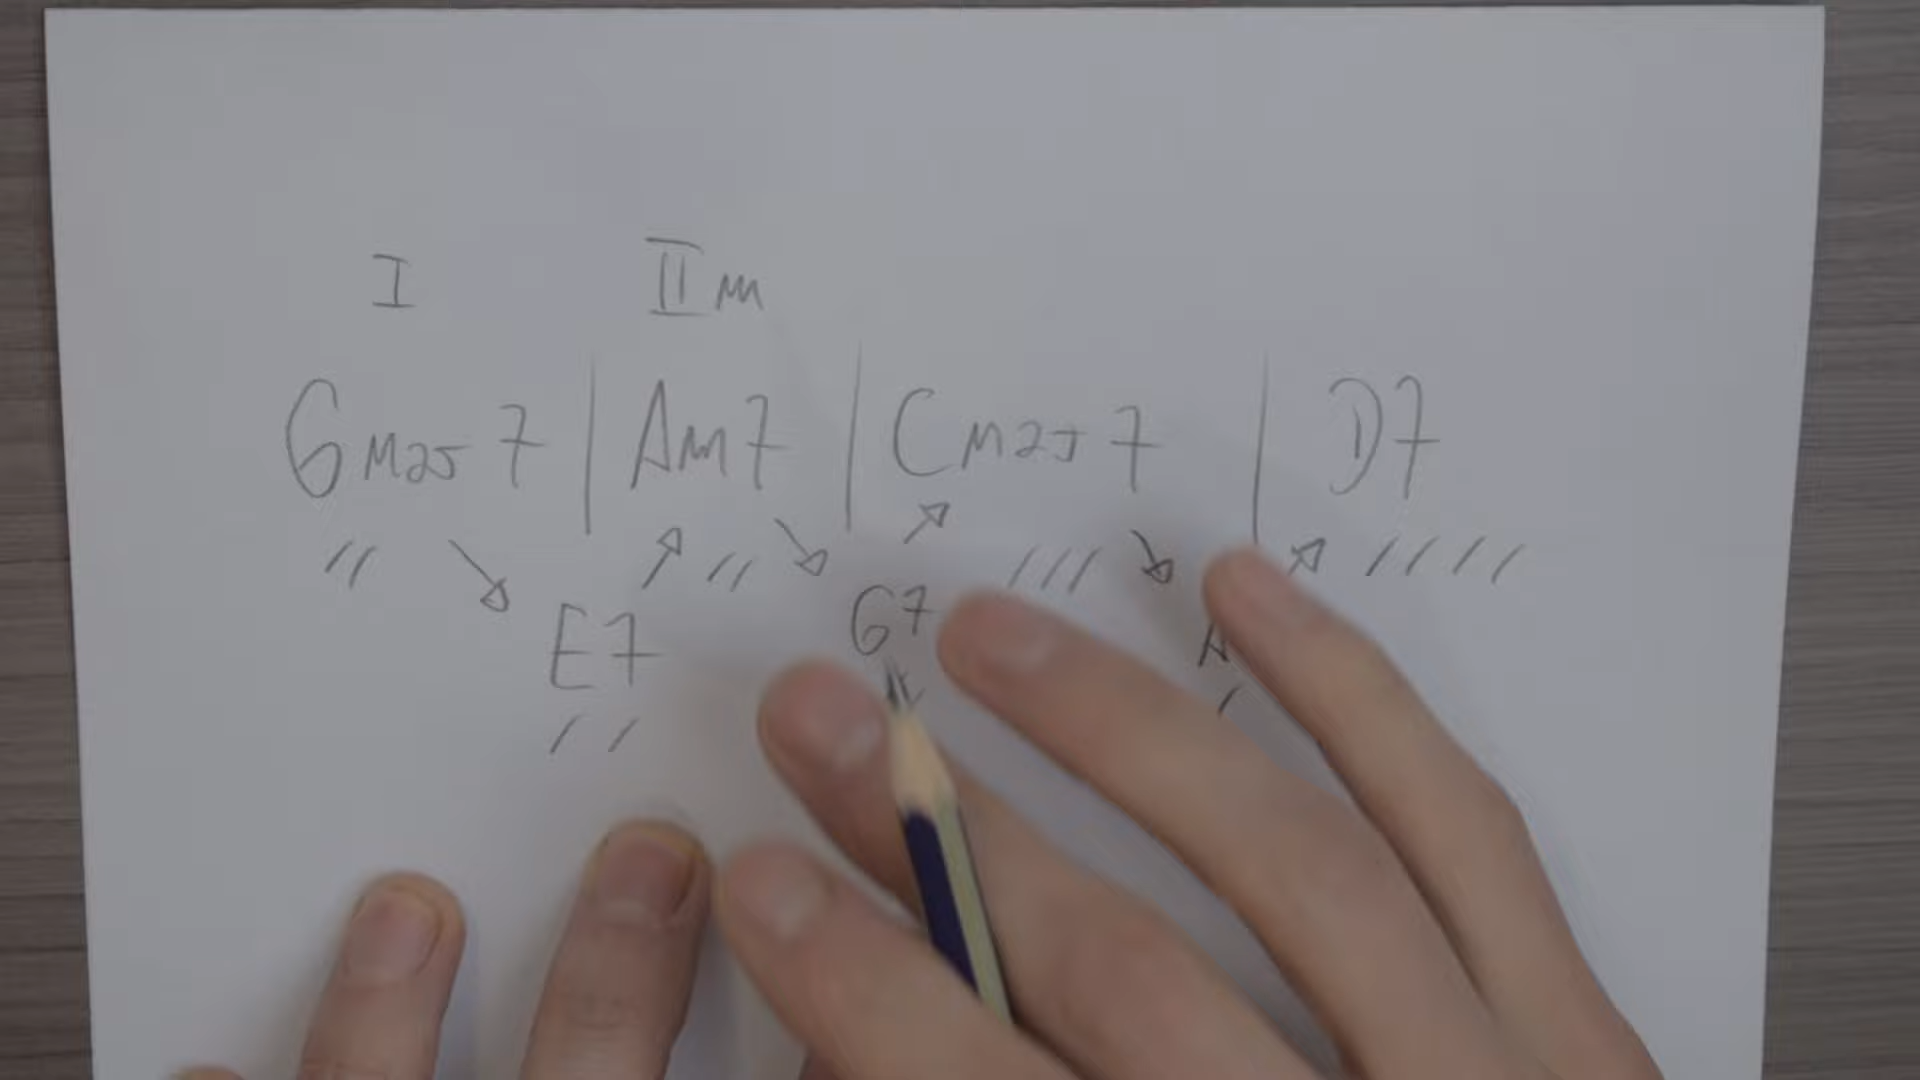 I IIm
Gmaj7 | Am7 | Cmaj7 | D7
// // /// ////
E7 G7 A
// // /